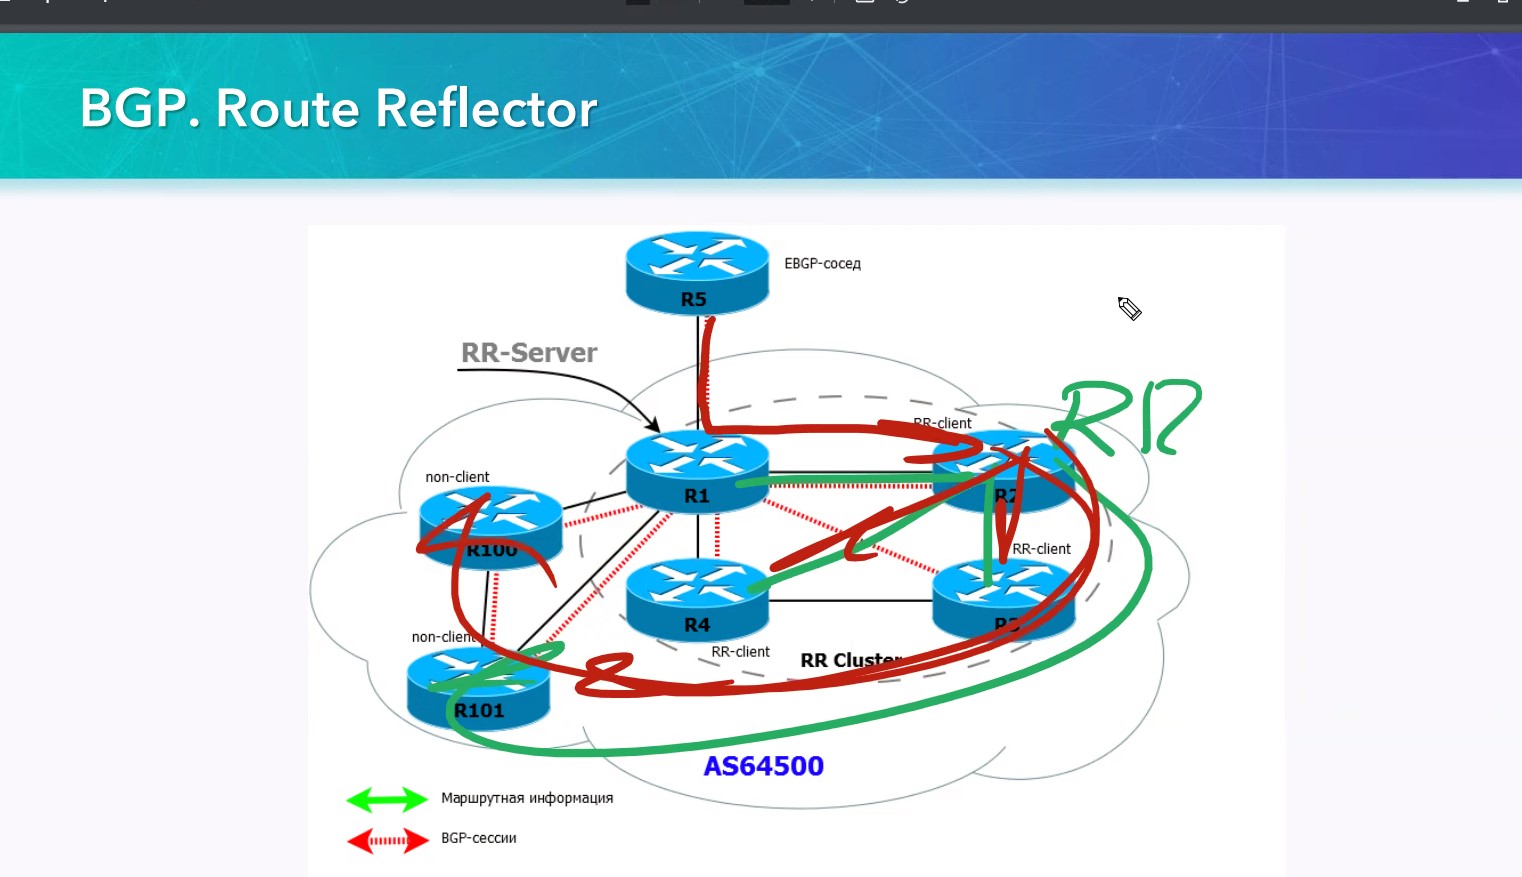 BGP. Route Reflector
R5
EBGP-сосед
RR-Server
RR-client
RR
R1
R2
non-client
R100
RR-client
R4
R3
non-client
RR-client
RR Cluster
R101
AS64500
Маршрутная информация
BGP-сессии